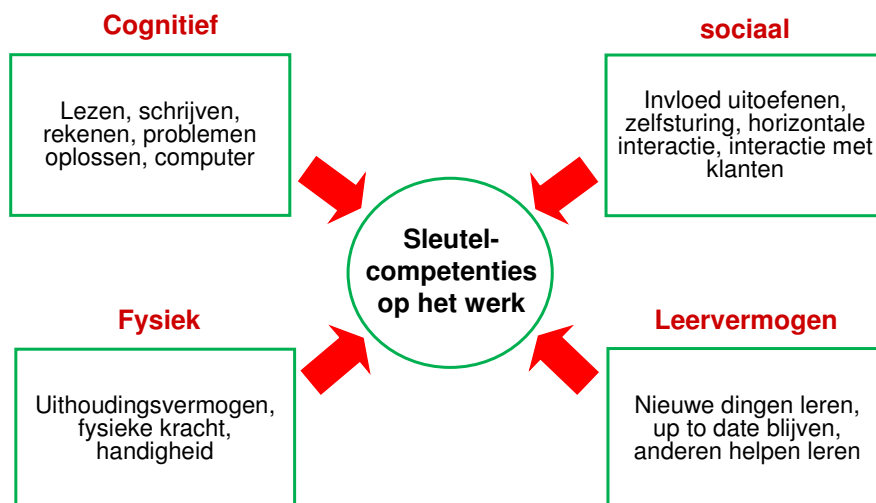 Cognitief
Lezen, schrijven,
rekenen, problemen
oplossen, computer
sociaal
Invloed uitoefenen,
zelfsturing, horizontale
interactie, interactie met
klanten
Sleutel-
competenties
op het werk
Fysiek
Uithoudingsvermogen,
fysieke kracht,
handigheid
Leervermogen
Nieuwe dingen leren,
up to date blijven,
anderen helpen leren